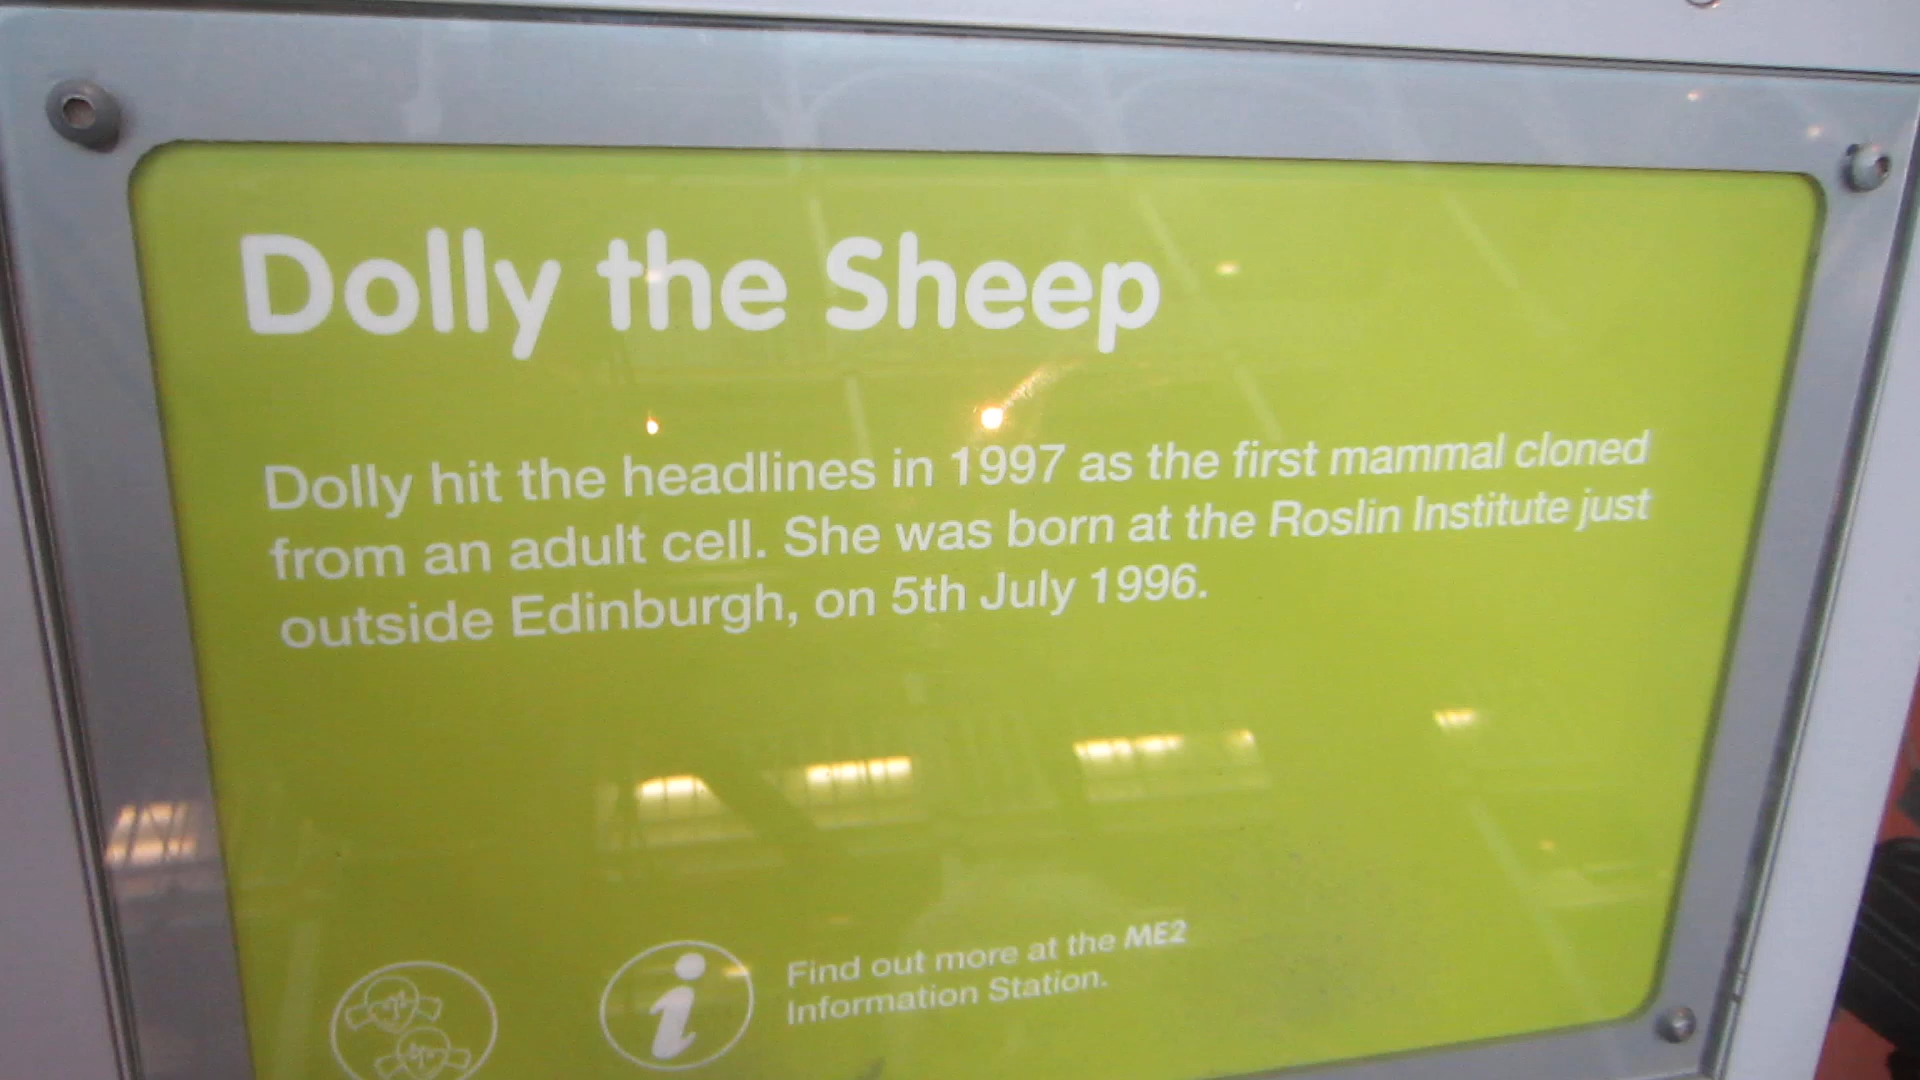 Dolly the Sheep
Dolly hit the headlines in 1997 as the first mammal cloned
from an adult cell. She was born at the Roslin Institute just
outside Edinburgh, on 5th July 1996.
Find out more at the ME2
Information Station.